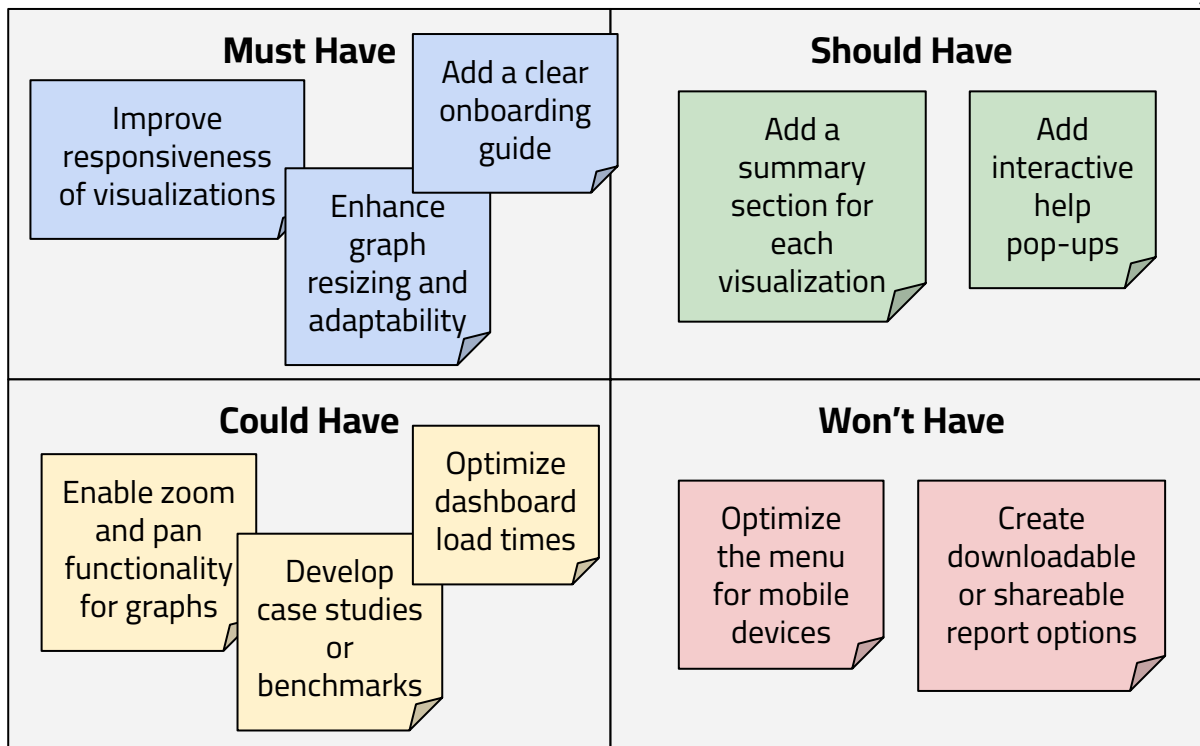 Must Have
Improve
responsiveness
of visualizations
Enhance
graph
resizing and
adaptability
Add a clear
onboarding
guide
Should Have
Add a
summary
section for
each
visualization
Add
interactive
help
pop-ups
Could Have
Enable zoom
and pan
functionality
for graphs
Develop
case studies
or
benchmarks
Optimize
dashboard
load times
Won’t Have
Optimize
the menu
for mobile
devices
Create
downloadable
or shareable
report options